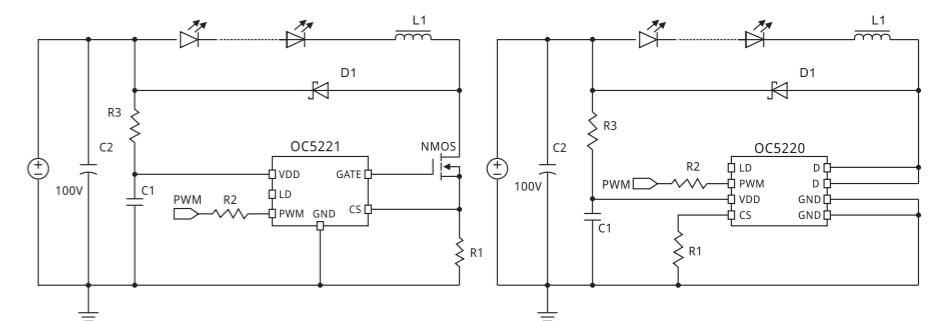 L1
D1
R3
OC5221
NMOS
C2
100V
VDD
GATE
C1
LD
PWM
R2
PWM
GND
CS
R1
L1
D1
R3
OC5220
C2
100V
LD
D
R2
PWM
PWM
D
VDD
GND
CS
GND
C1
R1